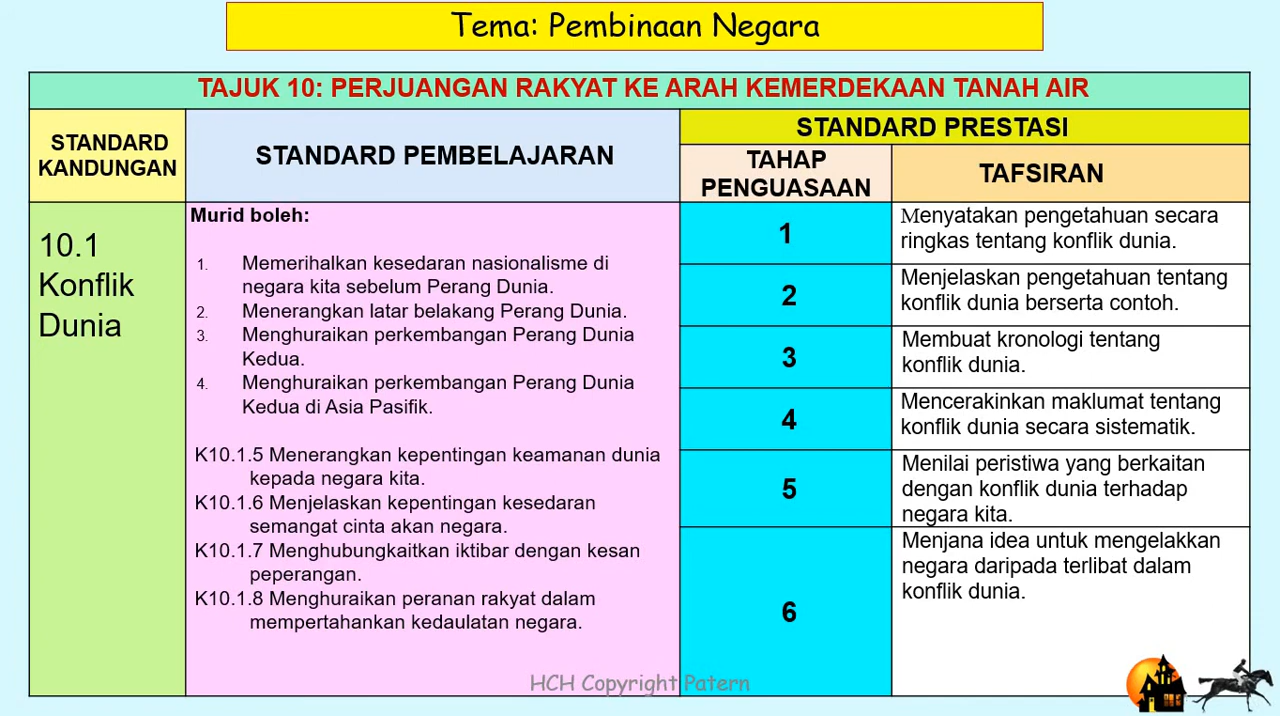 Tema: Pembinaan Negara
TAJUK 10: PERJUANGAN RAKYAT KE ARAH KEMERDEKAAN TANAH AIR
STANDARD
KANDUNGAN
STANDARD PEMBELAJARAN
STANDARD PRESTASI
TAHAP
PENGUASAAN
TAFSIRAN
10.1
Konflik
Dunia
Murid boleh:
1. Memerihalkan kesedaran nasionalisme di
negara kita sebelum Perang Dunia.
2. Menerangkan latar belakang Perang Dunia.
3. Menghuraikan perkembangan Perang Dunia
Kedua.
4. Menghuraikan perkembangan Perang Dunia
Kedua di Asia Pasifik.
K10.1.5 Menerangkan kepentingan keamanan dunia
kepada negara kita.
K10.1.6 Menjelaskan kepentingan kesedaran
semangat cinta akan negara.
K10.1.7 Menghubungkaitkan iktibar dengan kesan
peperangan.
K10.1.8 Menghuraikan peranan rakyat dalam
mempertahankan kedaulatan negara.
1
Menyatakan pengetahuan secara
ringkas tentang konflik dunia.
2
Menjelaskan pengetahuan tentang
konflik dunia berserta contoh.
3
Membuat kronologi tentang
konflik dunia.
4
Mencerakinkan maklumat tentang
konflik dunia secara sistematik.
5
Menilai peristiwa yang berkaitan
dengan konflik dunia terhadap
negara kita.
6
Menjana idea untuk mengelakkan
negara daripada terlibat dalam
konflik dunia.
HCH Copyright Patern